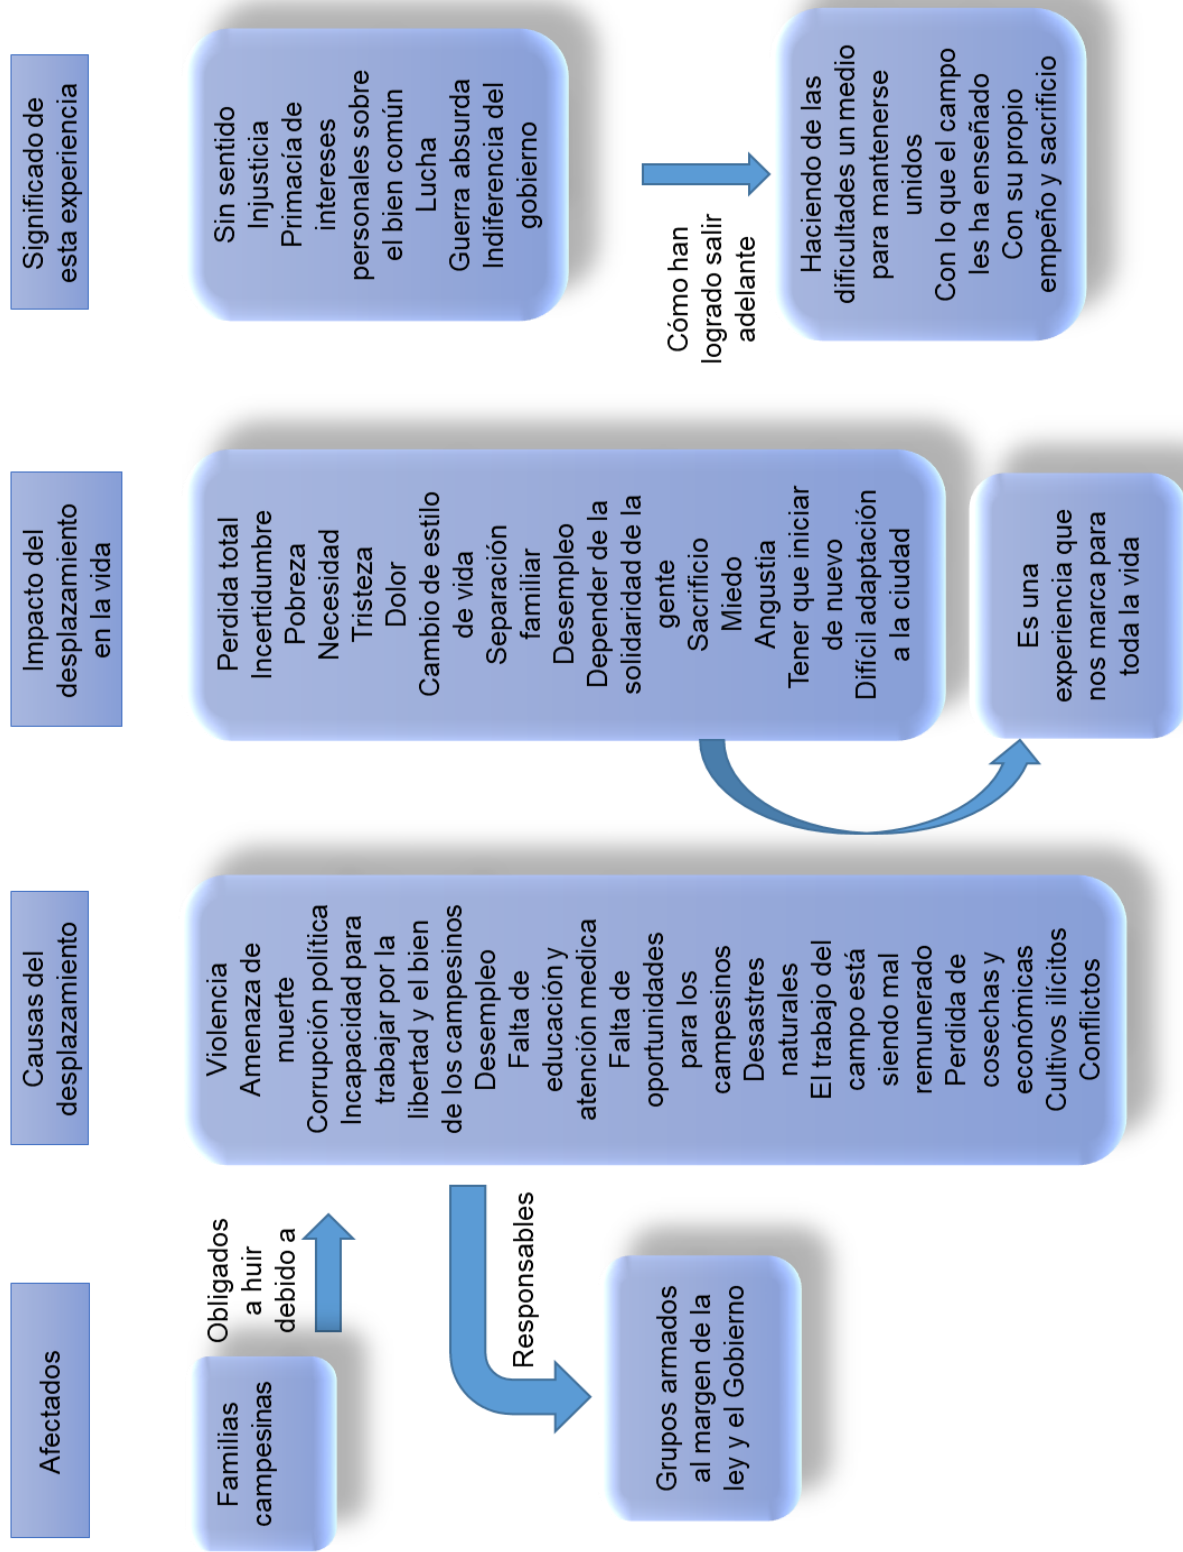 Afectados
Familias
campesinas
Obligados
a huir
debido a
Responsables
Grupos armados
al margen de la
ley y el Gobierno
Causas del
desplazamiento
Violencia
Amenaza de
muerte
Corrupción política
Incapacidad para
trabajar por la
libertad y el bien
de los campesinos
Desempleo
Falta de
educación y
atención medica
Falta de
oportunidades
para los
campesinos
Desastres
naturales
El trabajo del
campo está
siendo mal
remunerado
Perdida de
cosechas y
económicas
Cultivos ilícitos
Conflictos
Impacto del
desplazamiento
en la vida
Perdida total
Incertidumbre
Pobreza
Necesidad
Tristeza
Dolor
Cambio de estilo
de vida
Separación
familiar
Desempleo
Depender de la
solidaridad de la
gente
Sacrificio
Miedo
Angustia
Tener que iniciar
de nuevo
Difícil adaptación
a la ciudad
Es una
experiencia que
nos marca para
toda la vida
Significado de
esta experiencia
Sin sentido
Injusticia
Primacía de
intereses
personales sobre
el bien común
Lucha
Guerra absurda
Indiferencia del
gobierno
Cómo han
logrado salir
adelante
Haciendo de las
dificultades un medio
para mantenerse
unidos
Con lo que el campo
les ha enseñado
Con su propio
empeño y sacrificio